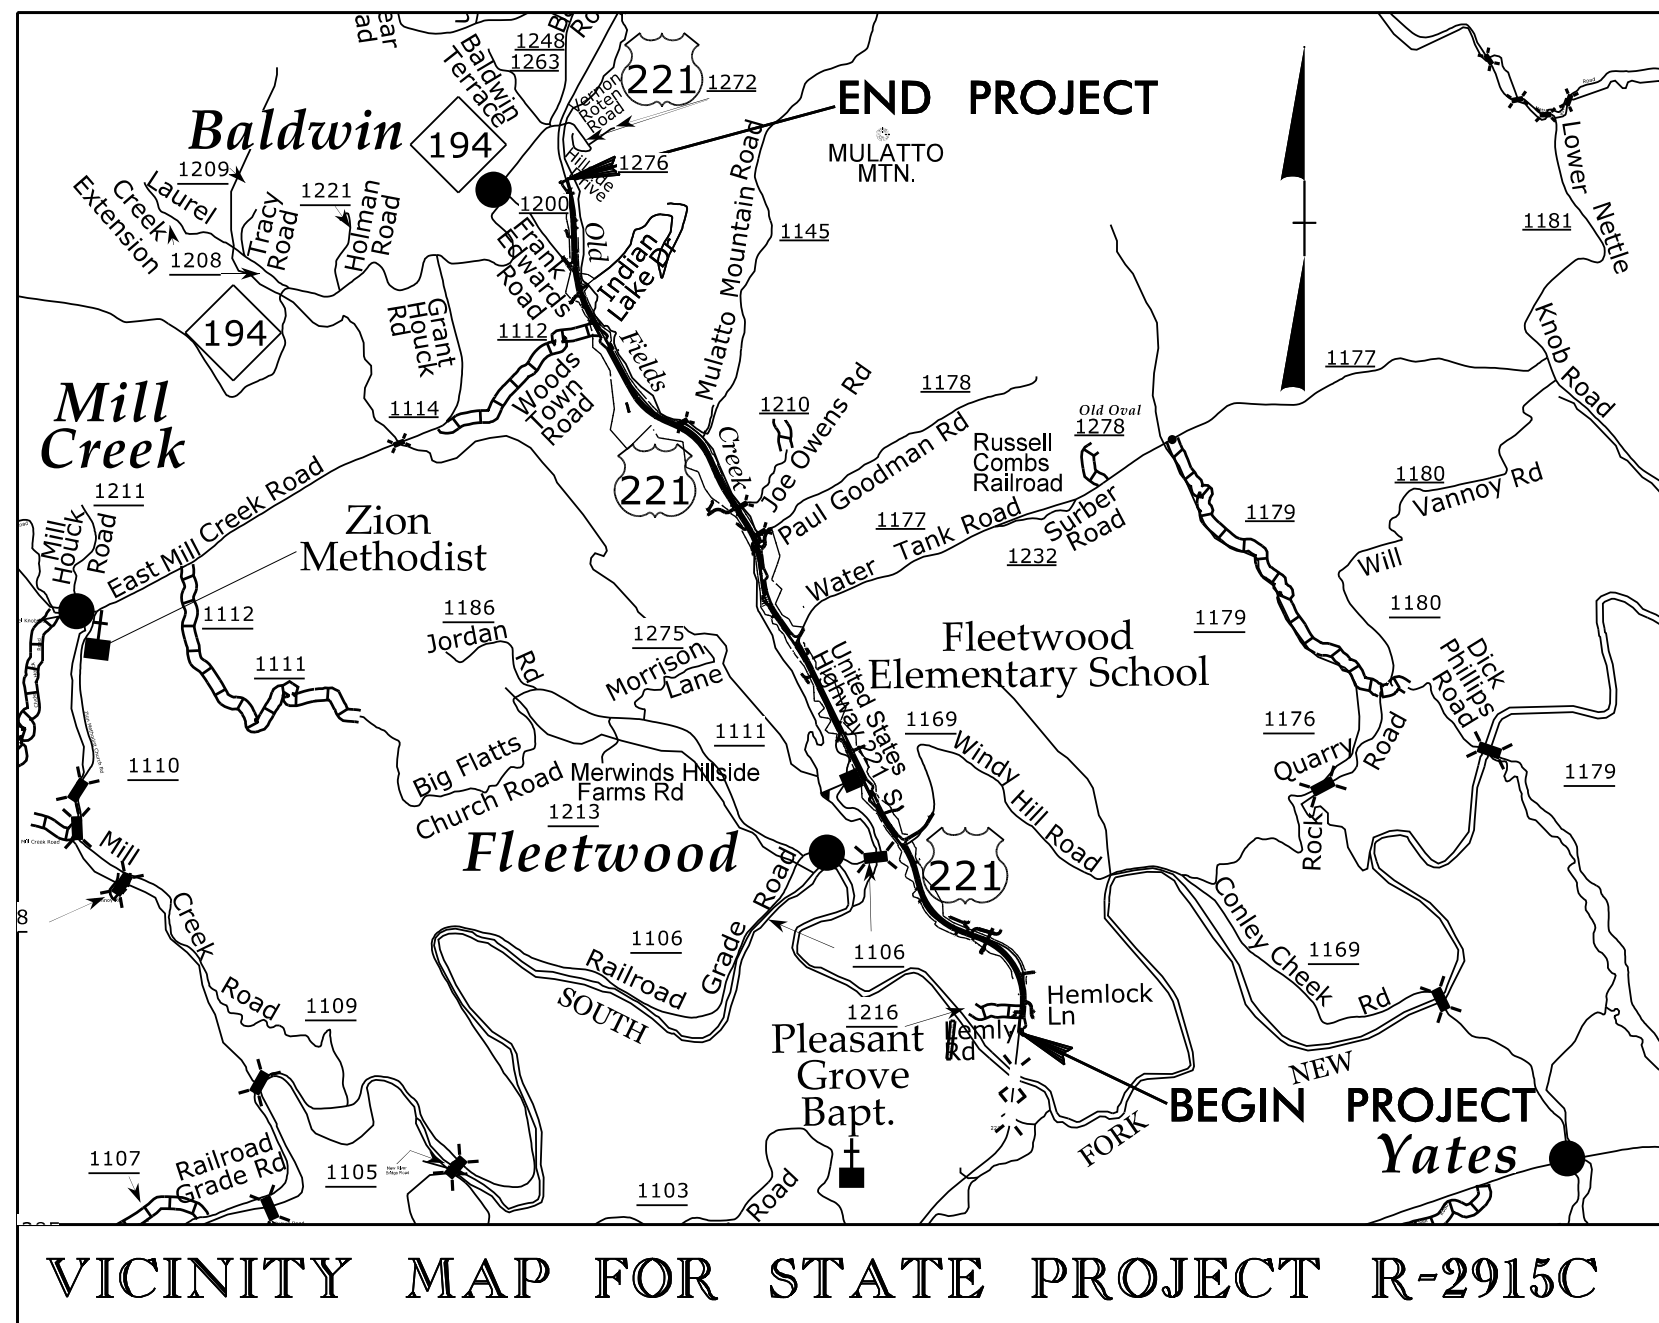 1248
1263
Baldwin
Terrace
221
1272
Vernon
Roten
Road
END PROJECT
MULATTO
MTN.
Baldwin
194
1209
Laurel
Creek
Extension
1208
Tracy
Road
1221
Holman
Road
1276
Hillside
Drive
1200
Frank
Edwards
Road
Old
Fields
Creek
Indian
Lake Dr
Mulatto Mountain Road
1145
1181
Lower Nettle
Knob Road
194
Grant
Houck
Rd
1112
1114
Woods
Town
Road
Mill
Creek
1211
Mill
Houck
Road
East Mill Creek Road
Zion
Methodist
221
1210
Joe Owens Rd
1178
Paul Goodman Rd
1177
Old Oval
1278
Russell
Combs
Railroad
1177
Water Tank Road
Surber
Road
1232
1180
Vannoy Rd
Will
1180
1179
1179
1112
1111
1186
Jordan
Rd
1275
Morrison
Lane
Fleetwood
Elementary School
United States
Highway 221 S
Dick
Phillips
Road
1110
1111
1169
Windy Hill Road
1176
Quarry
Road
1179
Big Flatts
Church Road
Merwinds Hillside
Farms Rd
1213
Fleetwood
221
Rock
Mill Creek Road
Mill
Creek
Road
8
1106
Railroad
Grade Road
SOUTH
1106
Conley Cheek
Rd
1169
1109
1216
Hemlock
Ln
Lemly
Rd
Pleasant
Grove
Bapt.
NEW
BEGIN PROJECT
FORK
Yates
1107
Railroad
Grade Rd
1105
1103
Road
VICINITY MAP FOR STATE PROJECT R-2915C